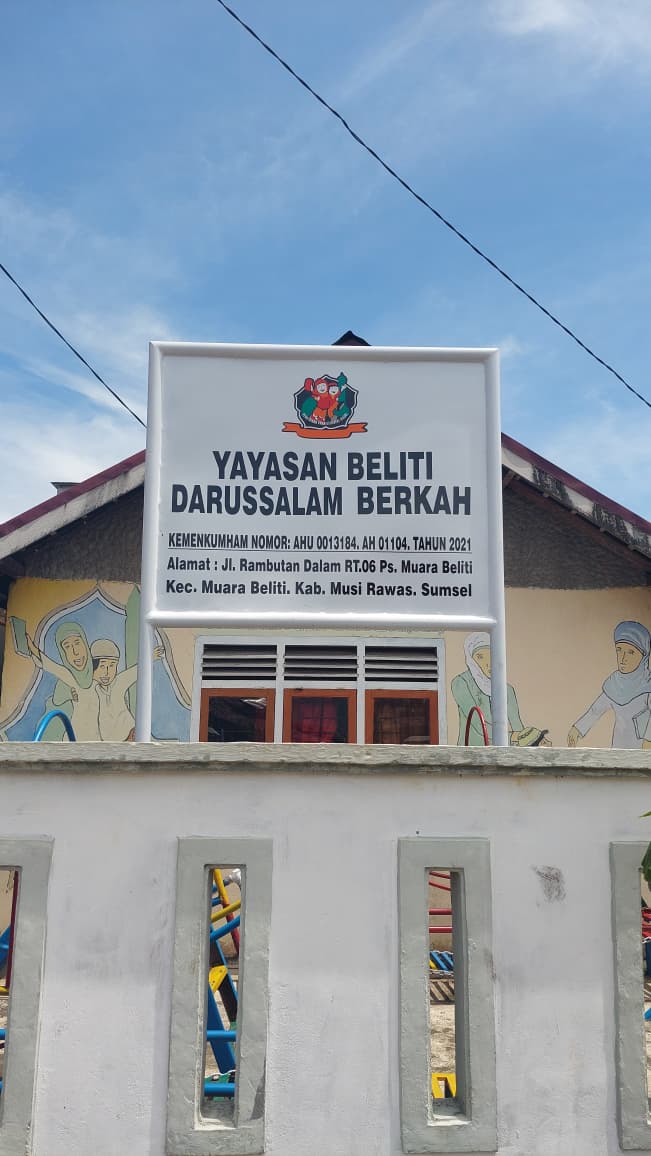 YAYASAN BELITI
DARUSSALAM BERKAH
KEMENKUMHAM NOMOR: AHU 0013184. AH 01104. TAHUN 2021
Alamat : Jl. Rambutan Dalam RT.06 Ps. Muara Beliti
Kec. Muara Beliti. Kab. Musi Rawas. Sumsel